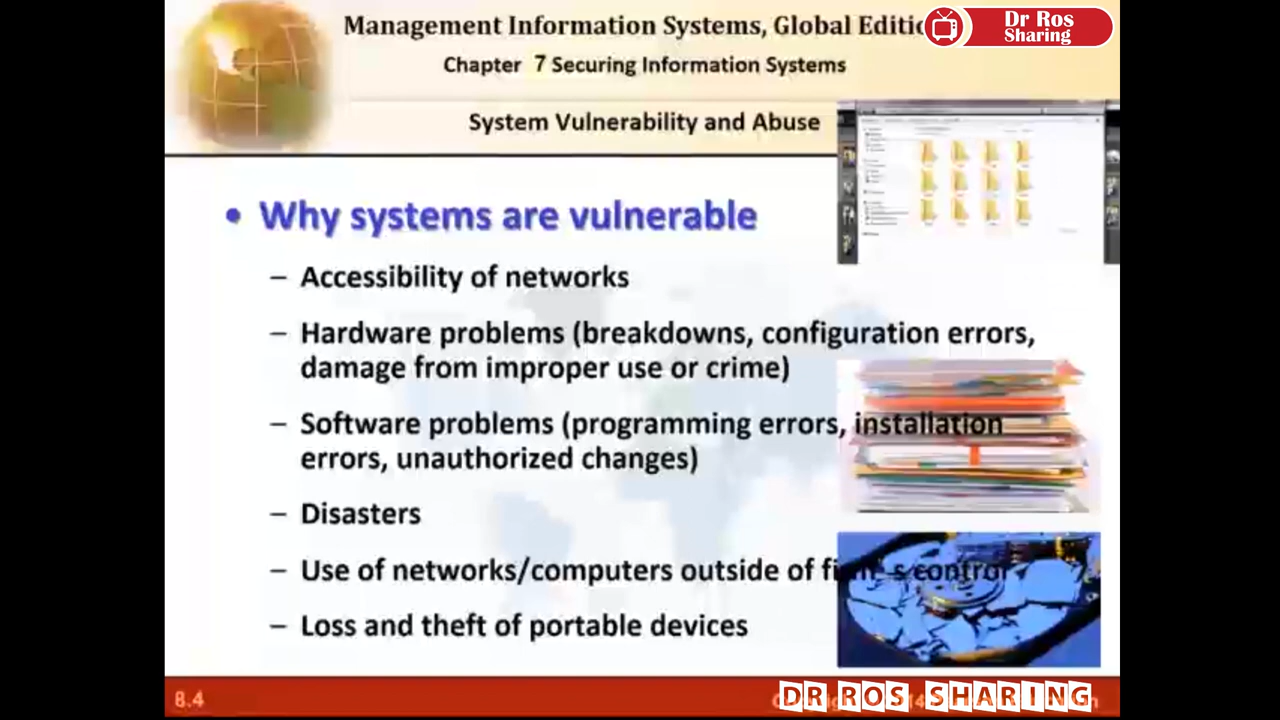 Management Information Systems, Global Editio
Dr Ros
Sharing
Chapter 7 Securing Information Systems
System Vulnerability and Abuse
• Why systems are vulnerable
– Accessibility of networks
– Hardware problems (breakdowns, configuration errors,
damage from improper use or crime)
– Software problems (programming errors, installation
errors, unauthorized changes)
– Disasters
– Use of networks/computers outside of firm's control
– Loss and theft of portable devices
8.4
DR ROS SHARING